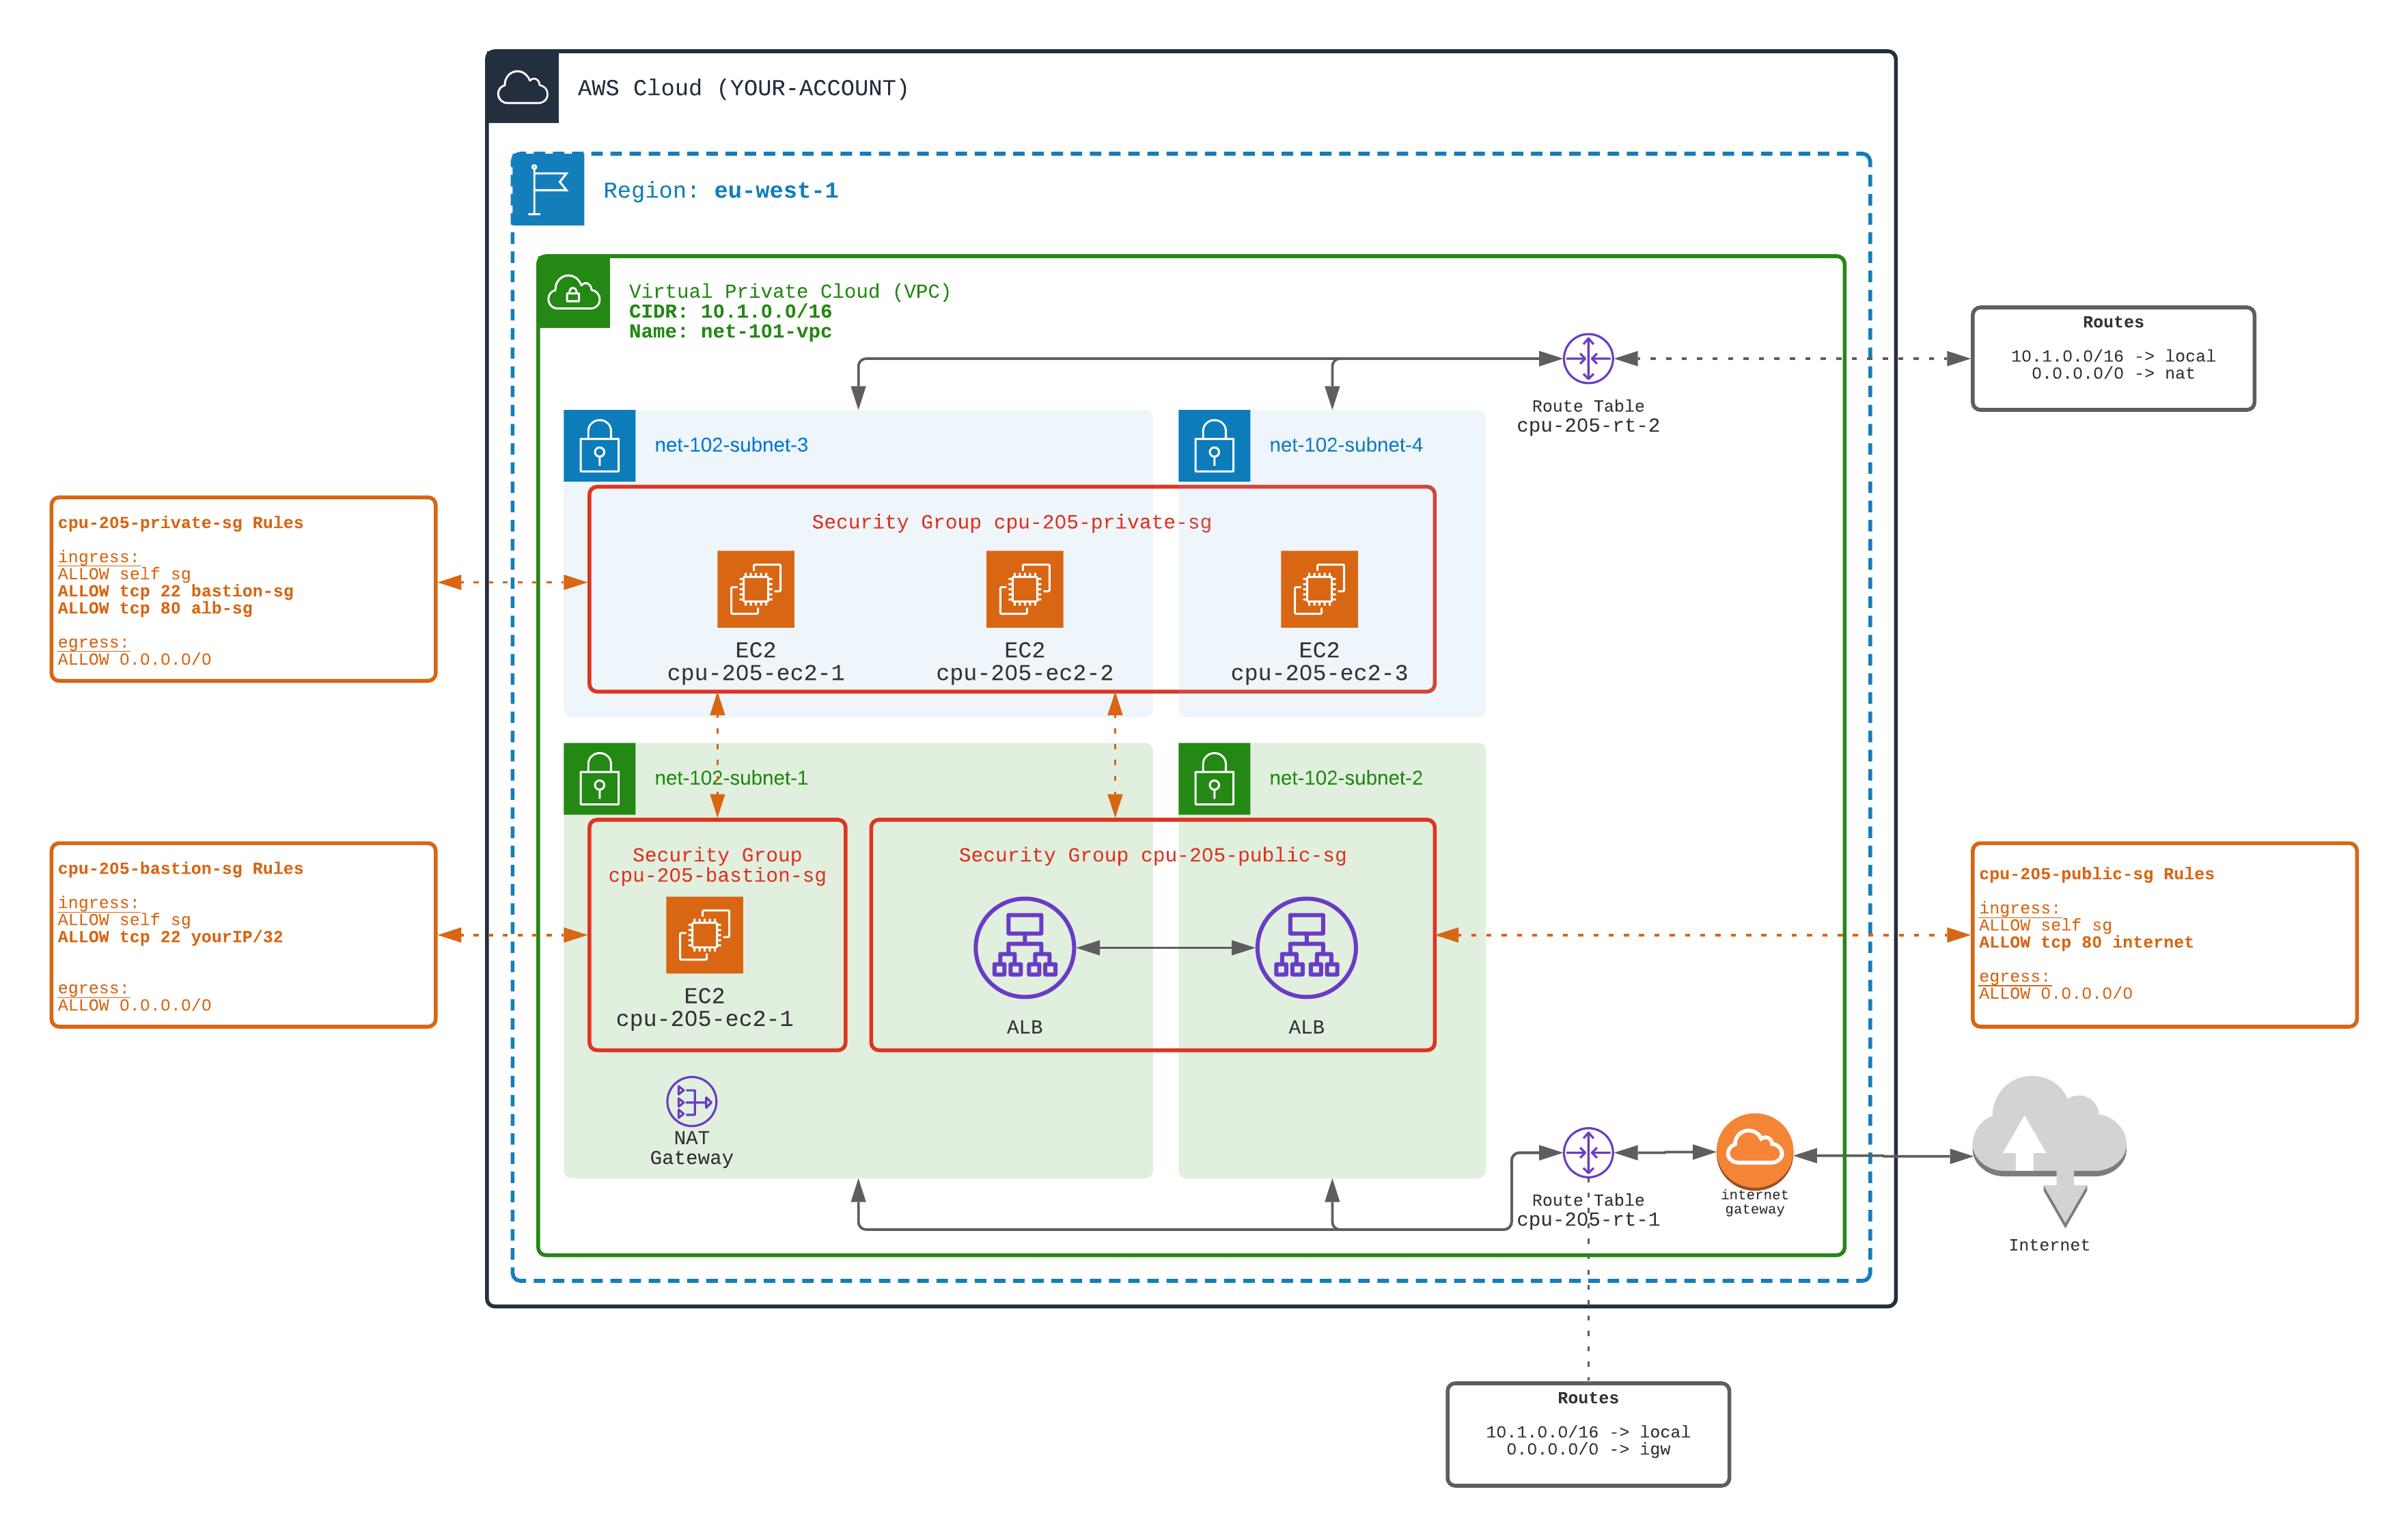 AWS Cloud (YOUR-ACCOUNT)
Region: eu-west-1
Virtual Private Cloud (VPC)
CIDR: 10.1.0.0/16
Name: net-101-vpc
Routes
10.1.0.0/16 -> local
0.0.0.0/0 -> nat
Route Table
cpu-205-rt-2
net-102-subnet-3
net-102-subnet-4
cpu-205-private-sg Rules
ingress:
ALLOW self sg
ALLOW tcp 22 bastion-sg
ALLOW tcp 80 alb-sg
egress:
ALLOW 0.0.0.0/0
Security Group cpu-205-private-sg
EC2
cpu-205-ec2-1
EC2
cpu-205-ec2-2
EC2
cpu-205-ec2-3
net-102-subnet-1
net-102-subnet-2
cpu-205-bastion-sg Rules
ingress:
ALLOW self sg
ALLOW tcp 22 yourIP/32
egress:
ALLOW 0.0.0.0/0
Security Group
cpu-205-bastion-sg
EC2
cpu-205-ec2-1
Security Group cpu-205-public-sg
ALB
ALB
cpu-205-public-sg Rules
ingress:
ALLOW self sg
ALLOW tcp 80 internet
egress:
ALLOW 0.0.0.0/0
NAT
Gateway
Route Table
cpu-205-rt-1
internet
gateway
Internet
Routes
10.1.0.0/16 -> local
0.0.0.0/0 -> igw